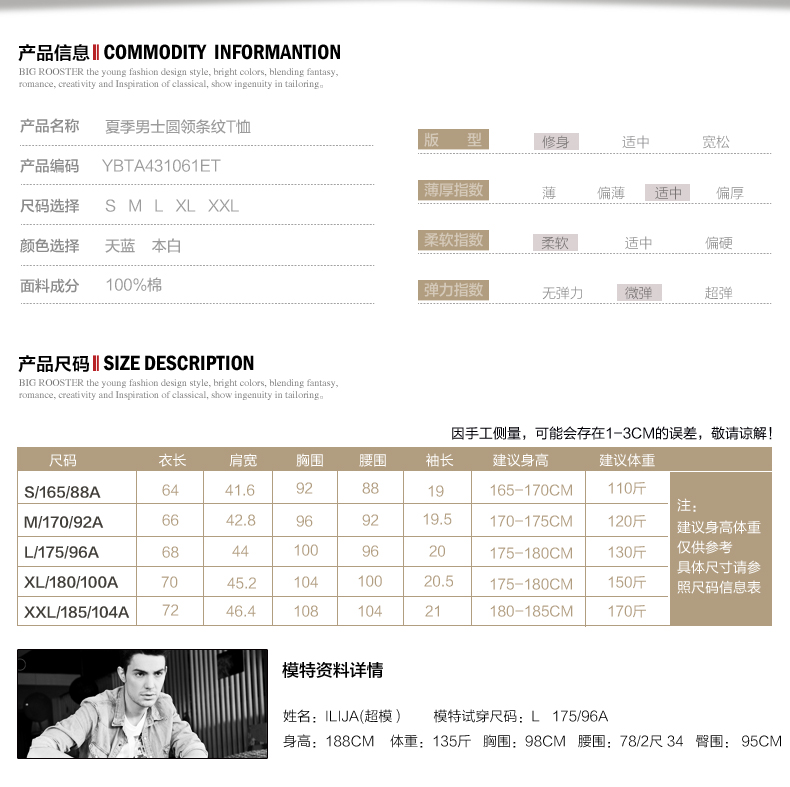 产品信息 COMMODITY INFORMANTION
BIG ROOSTER the young fashion design style, bright colors, blending fantasy,
romance, creativity and Inspiration of classical, show ingenuity in tailoring。
产品名称 夏季男士圆领条纹T恤
产品编码 YBTA431061ET
尺码选择 S M L XL XXL
颜色选择 天蓝 本白
面料成分 100%棉
版 型 修身 适中 宽松
薄厚指数 薄 偏薄 适中 偏厚
柔软指数 柔软 适中 偏硬
弹力指数 无弹力 微弹 超弹
产品尺码 SIZE DESCRIPTION
BIG ROOSTER the young fashion design style, bright colors, blending fantasy,
romance, creativity and Inspiration of classical, show ingenuity in tailoring。
因手工侧量，可能会存在1-3CM的误差，敬请谅解！
尺码 衣长 肩宽 胸围 腰围 袖长 建议身高 建议体重
S/165/88A 64 41.6 92 88 19 165-170CM 110斤
M/170/92A 66 42.8 96 92 19.5 170-175CM 120斤
L/175/96A 68 44 100 96 20 175-180CM 130斤
XL/180/100A 70 45.2 104 100 20.5 175-180CM 150斤
XXL/185/104A 72 46.4 108 104 21 180-185CM 170斤
注：
建议身高体重
仅供参考
具体尺寸请参
照尺码信息表
模特资料详情
姓名：ILIJA(超模 ) 模特试穿尺码：L 175/96A
身高：188CM 体重：135斤 胸围：98CM 腰围：78/2尺 34 臀围： 95CM